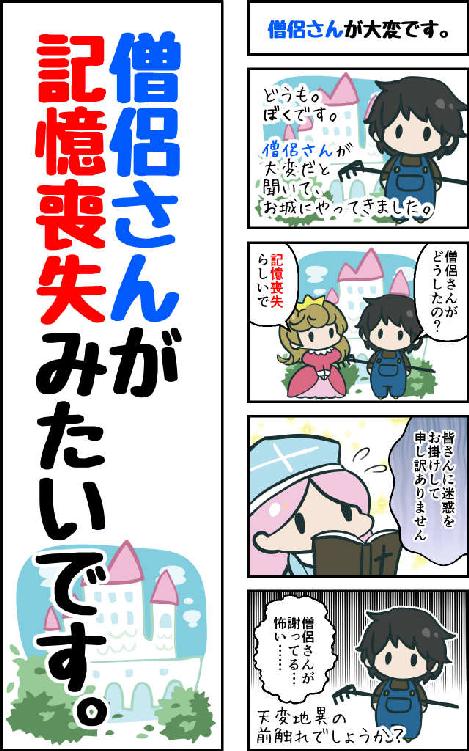 僧侶さんが
記憶喪失みたいです。
僧侶さんが大変です。
どうも。
ぼくです。
僧侶さんが
大変だと
聞いて、
お城にやってきました。
僧侶さんが
どうしたの?
記憶喪失
らしいで
皆さんに迷惑を
お掛けして
申し訳ありません
僧侶さんが
謝ってる…
怖い……
天変地異の
前触れでしょうか?